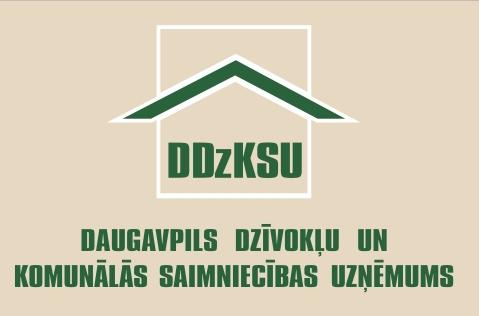 DDzKSU
DAUGAVPILS DZĪVOKĻU UN
KOMUNĀLĀS SAIMNIECĪBAS UZŅĒMUMS